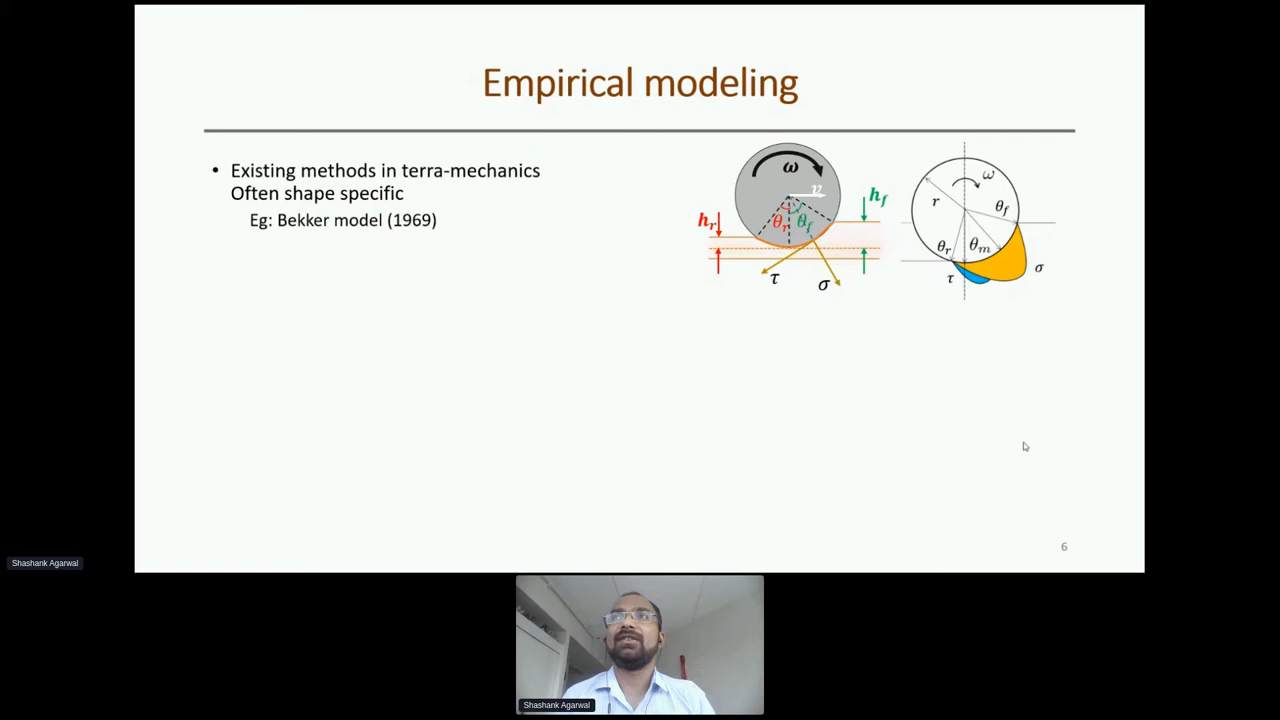 Empirical modeling
• Existing methods in terra-mechanics
Often shape specific
Eg: Bekker model (1969)
ω
v
h_f
h_r
θ_r θ_f
τ
σ
ω
r
θ_f
θ_r
θ_m
τ
σ
6
Shashank Agarwal
Shashank Agarwal